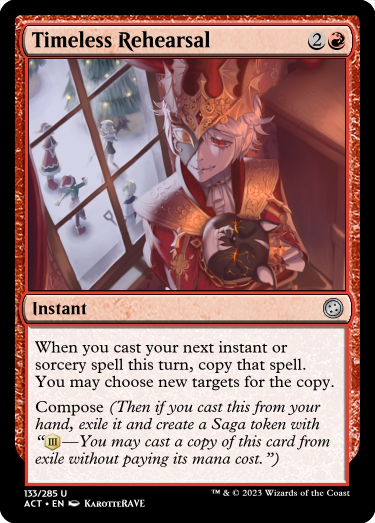 Timeless Rehearsal 2
Instant
When you cast your next instant or
sorcery spell this turn, copy that spell.
You may choose new targets for the copy.
Compose (Then if you cast this from your
hand, exile it and create a Saga token with
“III—You may cast a copy of this card from
exile without paying its mana cost.”)
133/285 U
ACT • EN KarotteRAVE
™ & © 2023 Wizards of the Coast